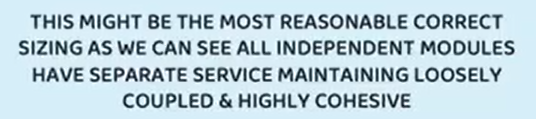 THIS MIGHT BE THE MOST REASONABLE CORRECT
SIZING AS WE CAN SEE ALL INDEPENDENT MODULES
HAVE SEPARATE SERVICE MAINTAINING LOOSELY
COUPLED & HIGHLY COHESIVE